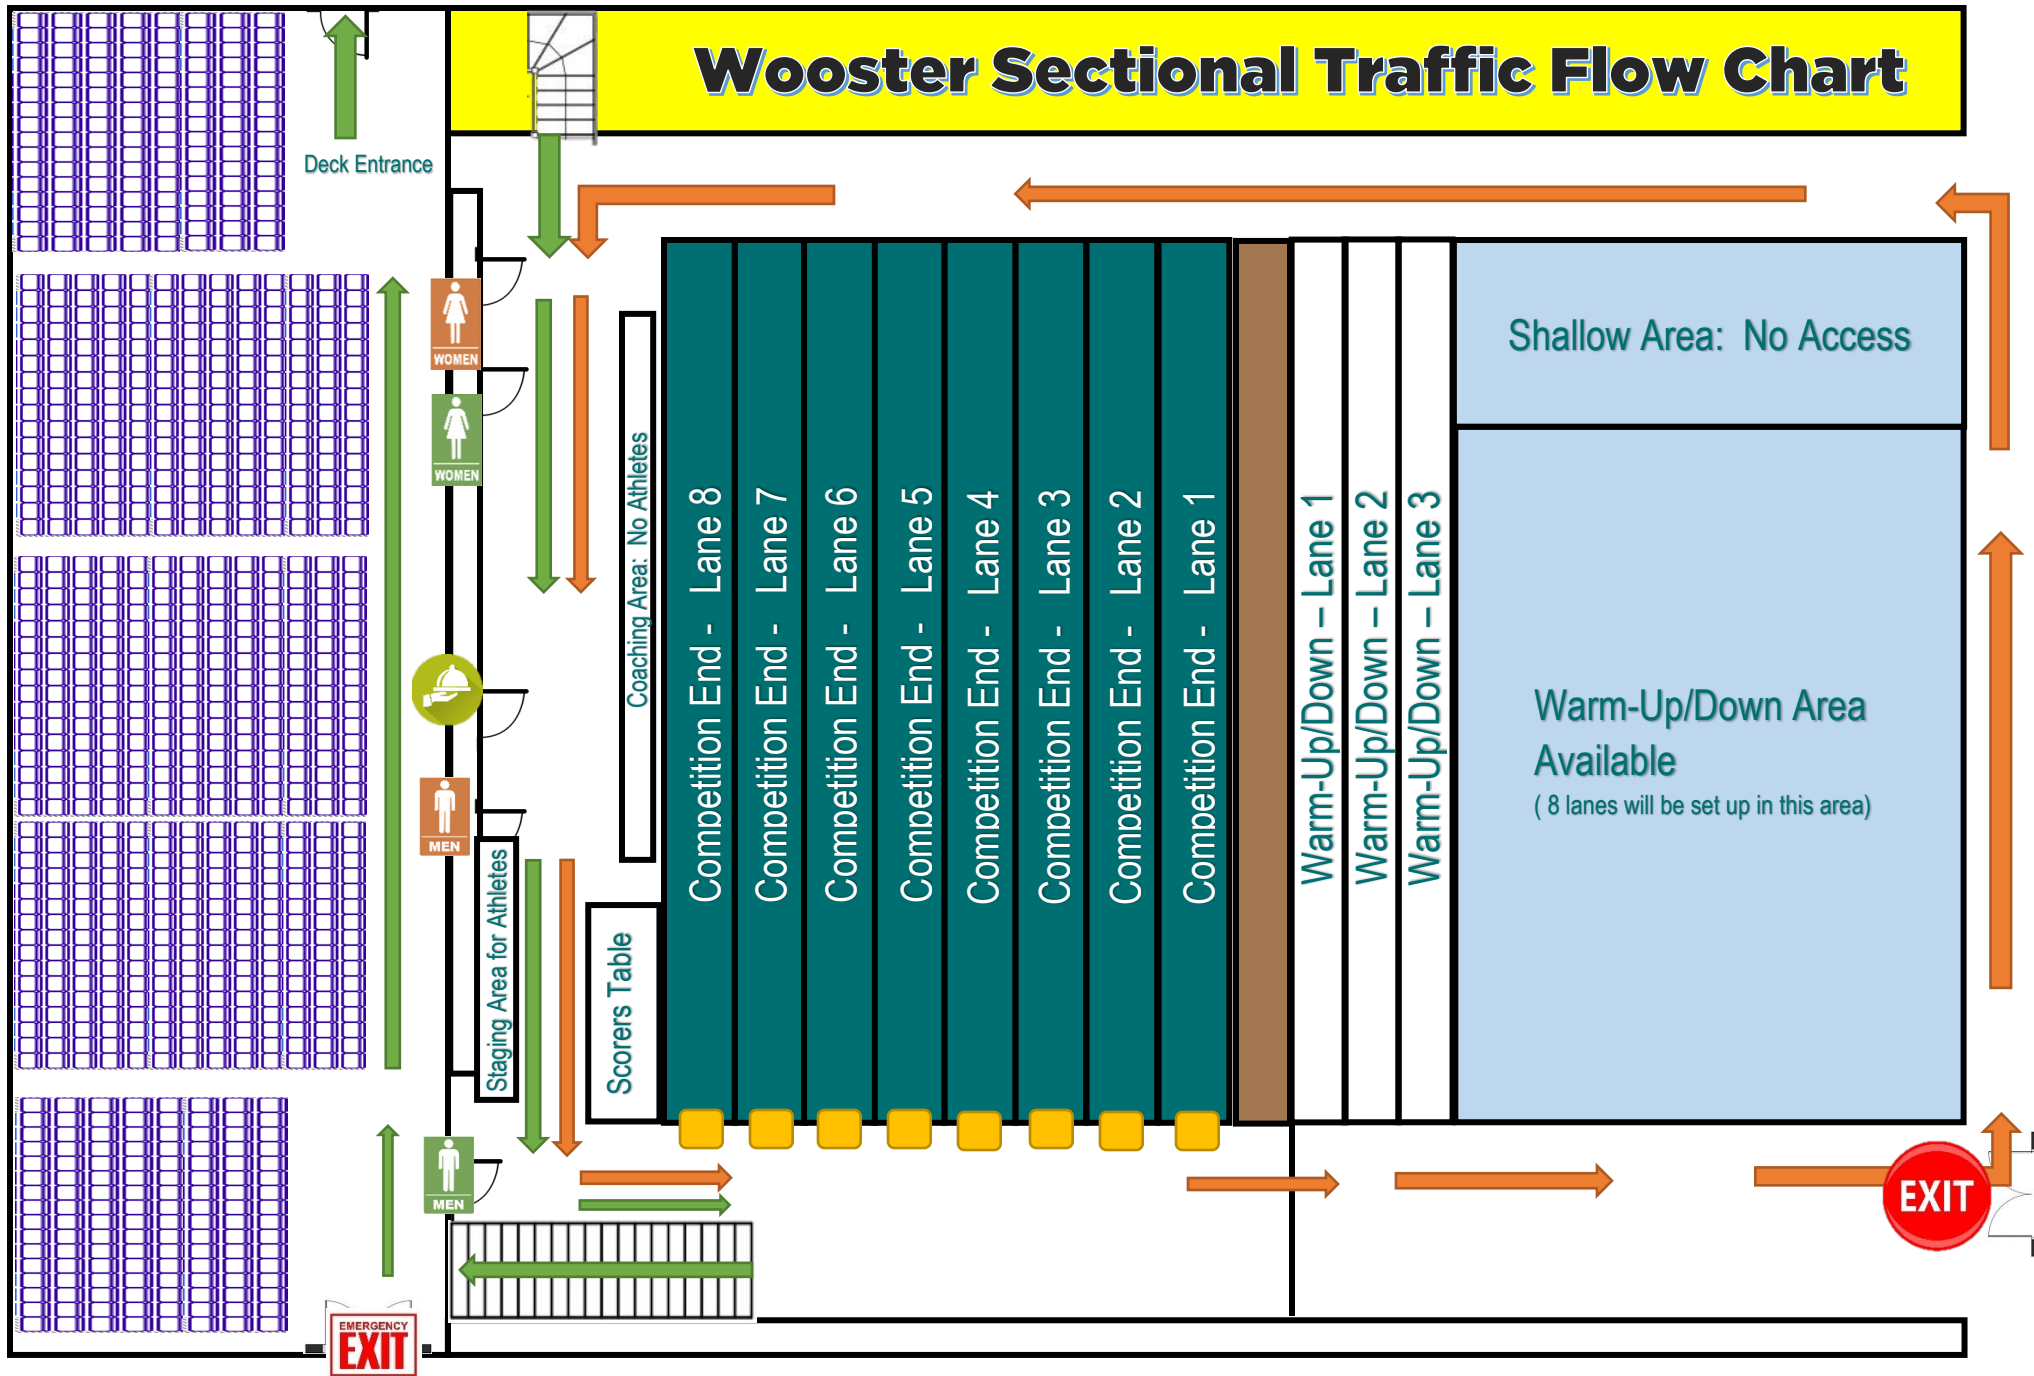 Wooster Sectional Traffic Flow Chart
Deck Entrance
WOMEN
WOMEN
MEN
MEN
Staging Area for Athletes
Coaching Area:  No Athletes
Scorers Table
Competition End -  Lane 8
Competition End -  Lane 7
Competition End -  Lane 6
Competition End -  Lane 5
Competition End -  Lane 4
Competition End -  Lane 3
Competition End -  Lane 2
Competition End -  Lane 1
Warm-Up/Down – Lane 1
Warm-Up/Down – Lane 2
Warm-Up/Down – Lane 3
Shallow Area:  No Access
Warm-Up/Down Area
Available
( 8 lanes will be set up in this area)
EXIT
EMERGENCY
EXIT